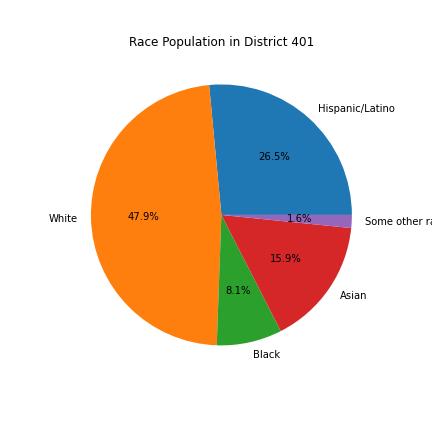 Race Population in District 401
Hispanic/Latino
26.5%
White
47.9%
1.6%
Some other
15.9%
Asian
8.1%
Black